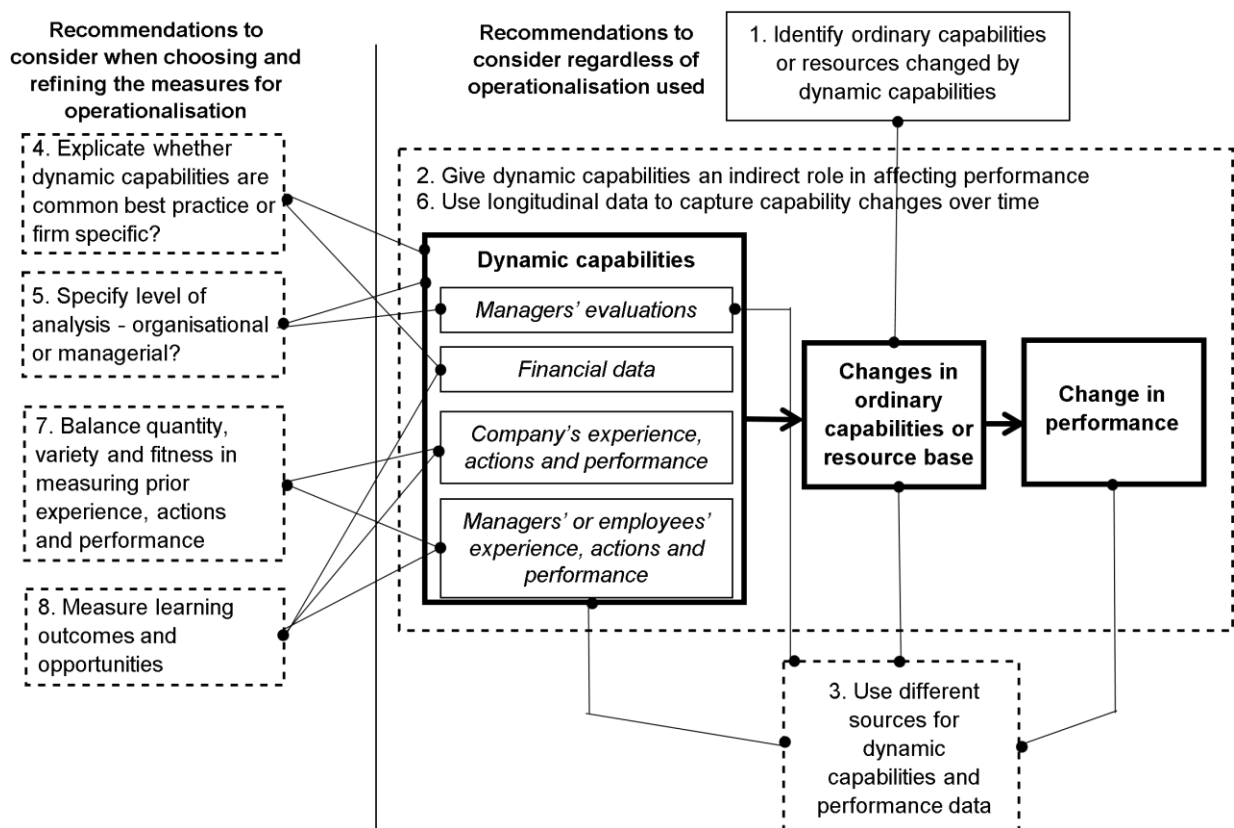 Recommendations to
consider when choosing and
refining the measures for
operationalisation
4. Explicate whether
dynamic capabilities are
common best practice or
firm specific?
5. Specify level of
analysis - organisational
or managerial?
7. Balance quantity,
variety and fitness in
measuring prior
experience, actions
and performance
8. Measure learning
outcomes and
opportunities
Recommendations to
consider regardless of
operationalisation used
1. Identify ordinary capabilities
or resources changed by
dynamic capabilities
2. Give dynamic capabilities an indirect role in affecting performance
6. Use longitudinal data to capture capability changes over time
Dynamic capabilities
Managers’ evaluations
Financial data
Company’s experience,
actions and performance
Managers’ or employees’
experience, actions and
performance
Changes in
ordinary
capabilities or
resource base
Change in
performance
3. Use different
sources for
dynamic
capabilities and
performance data